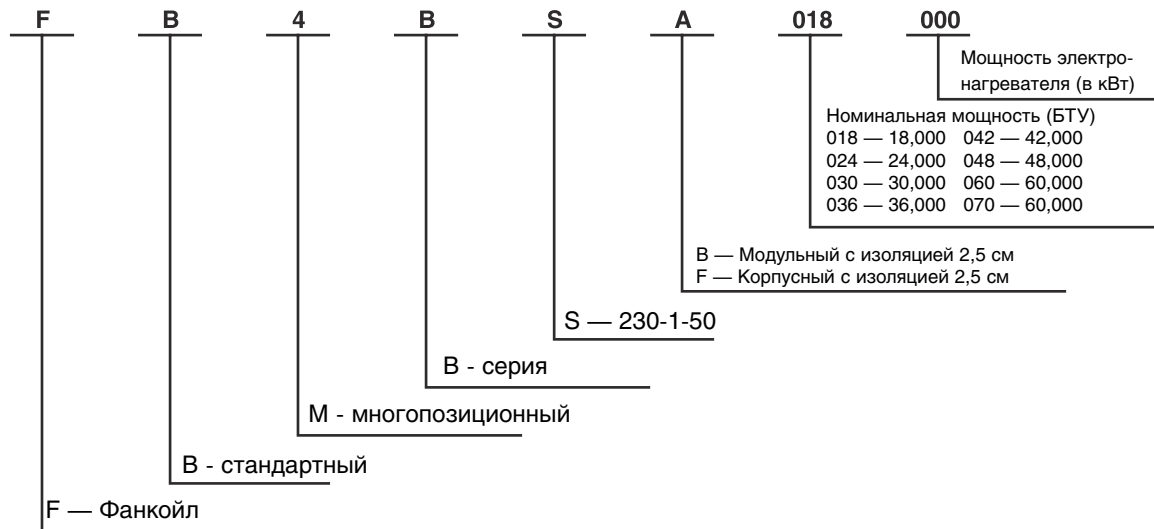 F B 4 B S A 018 000
Мощность электро-
нагревателя (в кВт)
Номинальная мощность (БТУ)
018 — 18,000 042 — 42,000
024 — 24,000 048 — 48,000
030 — 30,000 060 — 60,000
036 — 36,000 070 — 60,000
B — Модульный с изоляцией 2,5 см
F — Корпусный с изоляцией 2,5 см
S — 230-1-50
B - серия
M - многопозиционный
B - стандартный
F — Фанкойл